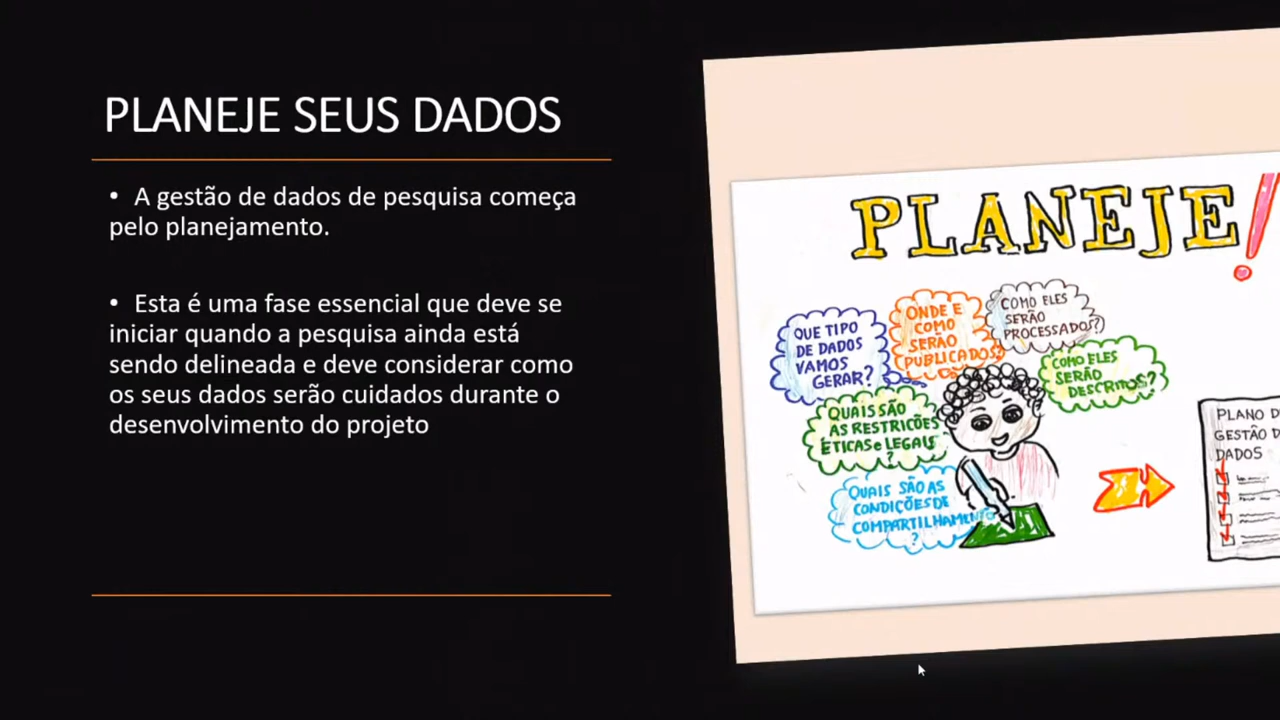 PLANEJE SEUS DADOS
• A gestão de dados de pesquisa começa
pelo planejamento.
• Esta é uma fase essencial que deve se
iniciar quando a pesquisa ainda está
sendo delineada e deve considerar como
os seus dados serão cuidados durante o
desenvolvimento do projeto
PLANEJE!
QUE TIPO
DE DADOS
VAMOS
GERAR?
ONDE E
COMO
SERÃO
PUBLICADOS?
COMO ELES
SERÃO
PROCESSADOS?
COMO ELES
SERÃO
DESCRITOS?
QUAIS SÃO
AS RESTRIÇÕES
ÉTICAS e LEGAIS
?
QUAIS SÃO AS
CONDIÇÕES DE
COMPARTILHAMENTO
?
PLANO D
GESTÃO D
DADOS